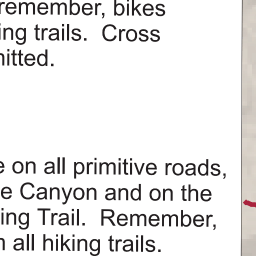 remember, bikes
ing trails.  Cross
itted.
on all primitive roads,
e Canyon and on the
ing Trail.  Remember,
all hiking trails.